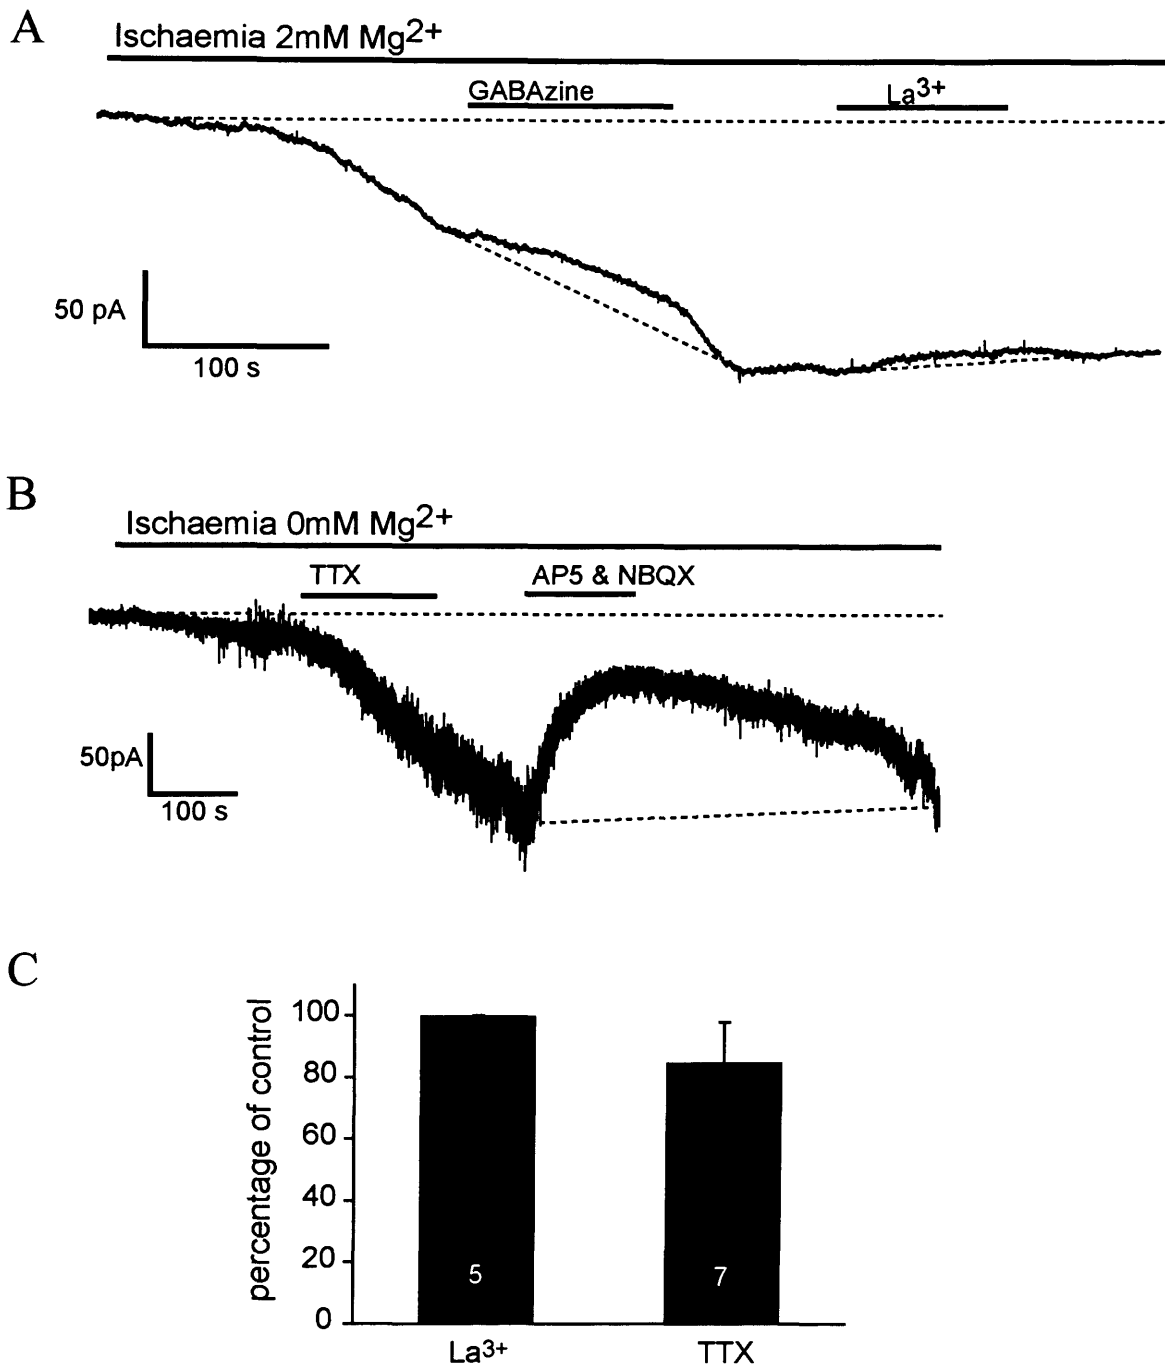 A
Ischaemia 2mM Mg2+
GABAzine
La3+
50 pA
100 s
B
Ischaemia 0mM Mg2+
TTX
AP5 & NBQX
50pA
100 s
C
percentage of control
100
80
60
40
20
0
5
7
La3+
TTX